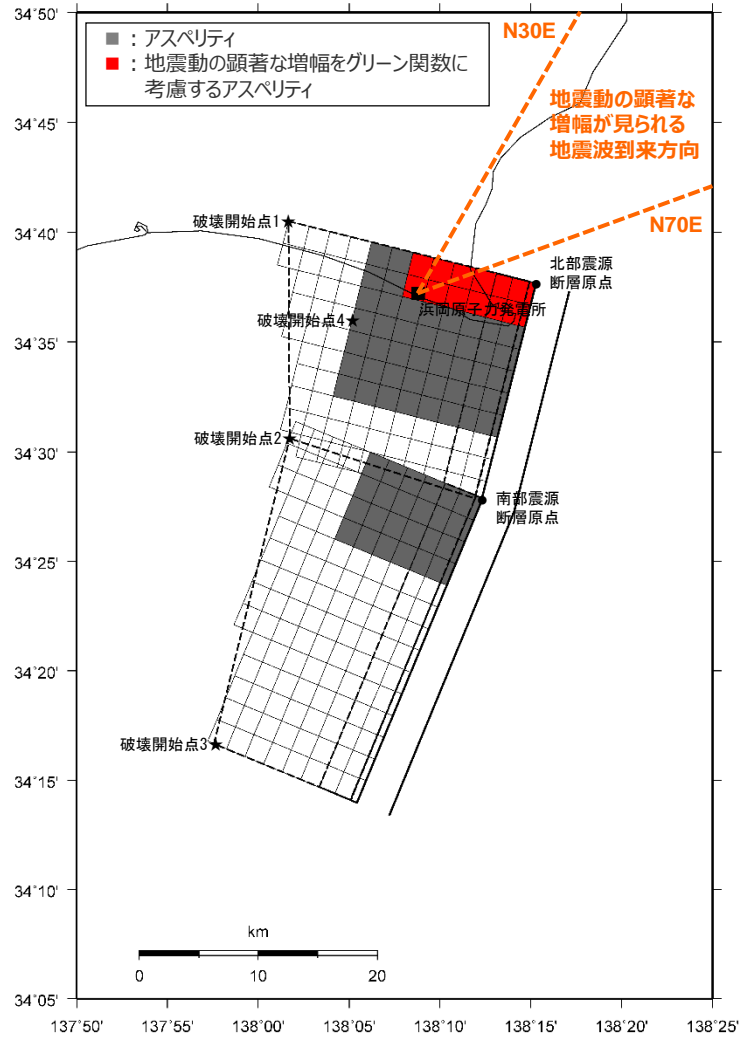 34°50'
■ : アスペリティ
■ : 地震動の顕著な増幅をグリーン関数に
考慮するアスペリティ
N30E
地震動の顕著な
増幅が見られる
地震波到来方向
34°45'
N70E
34°40'
破壊開始点1
北部震源
断層原点
浜岡原子力発電所
破壊開始点4
34°35'
34°30'
破壊開始点2
南部震源
断層原点
34°25'
34°20'
破壊開始点3
34°15'
34°10'
km
0 10 20
34°05'
137°50' 137°55' 138°00' 138°05' 138°10' 138°15' 138°20' 138°25'